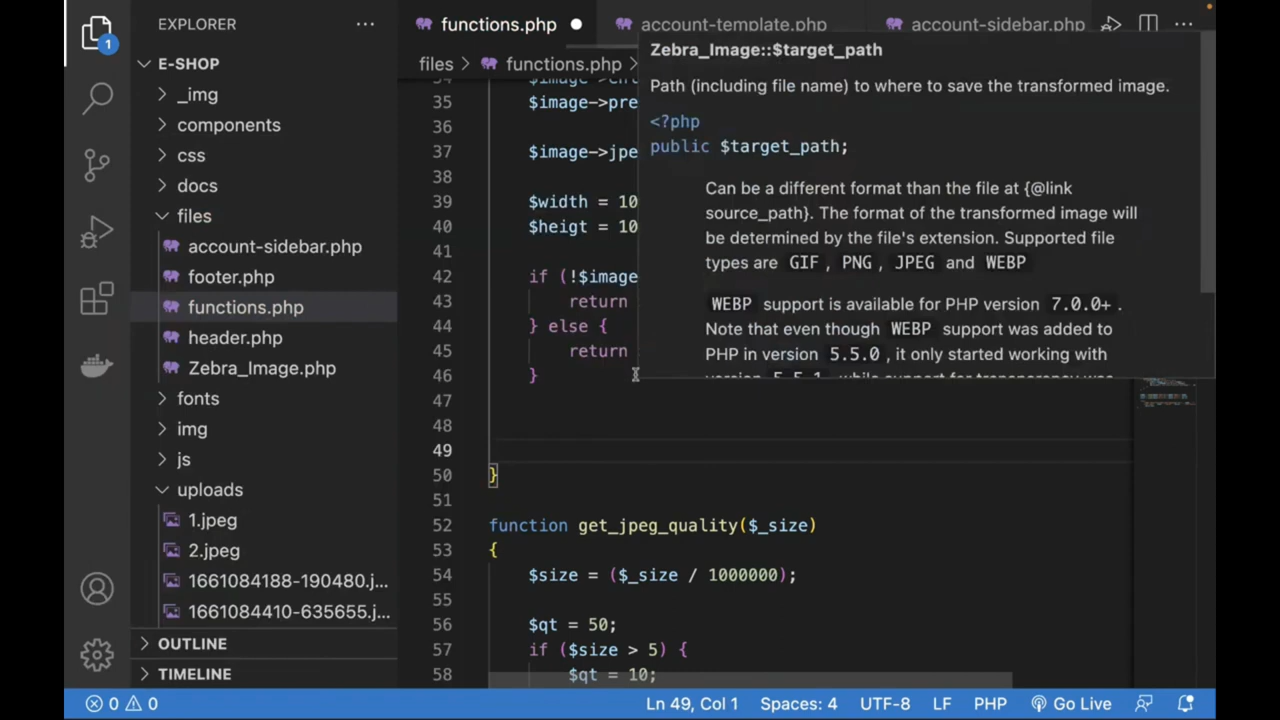 EXPLORER
functions.php
account-template.php
account-sidebar.php
1
E-SHOP
_img
components
css
docs
files
account-sidebar.php
footer.php
functions.php
header.php
Zebra_Image.php
fonts
img
js
uploads
1.jpeg
2.jpeg
1661084188-190480.j...
1661084410-635655.j...
OUTLINE
TIMELINE
files > functions.php >
35 $image->pre
36
37 $image->jpe
38
39 $width = 10
40 $heigt = 10
41
42 if (!$image
43 return
44 } else {
45 return
46 }
47
48
49
50 }
51
52 function get_jpeg_quality($_size)
53 {
54 $size = ($_size / 1000000);
55
56 $qt = 50;
57 if ($size > 5) {
58 $qt = 10;
Zebra_Image::$target_path
Path (including file name) to where to save the transformed image.
<?php
public $target_path;
Can be a different format than the file at {@link
source_path}. The format of the transformed image will
be determined by the file's extension. Supported file
types are GIF, PNG, JPEG and WEBP
WEBP support is available for PHP version 7.0.0+.
Note that even though WEBP support was added to
PHP in version 5.5.0, it only started working with
0 0
Ln 49, Col 1
Spaces: 4
UTF-8
LF
PHP
Go Live